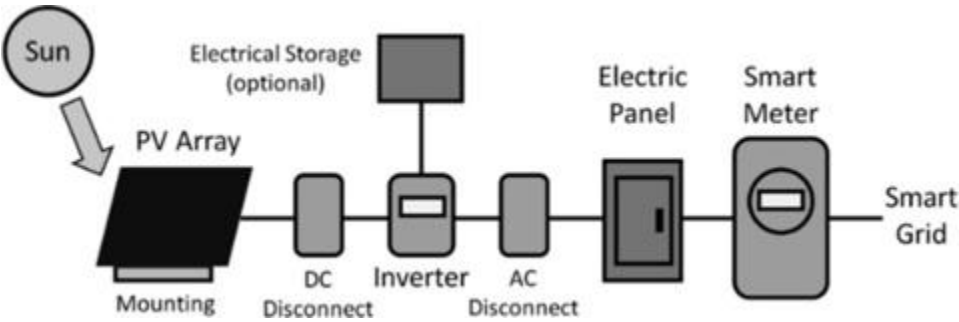 Sun
Electrical Storage
(optional)
Electric
Panel
Smart
Meter
PV Array
Smart
Grid
Mounting
DC
Disconnect
Inverter
AC
Disconnect